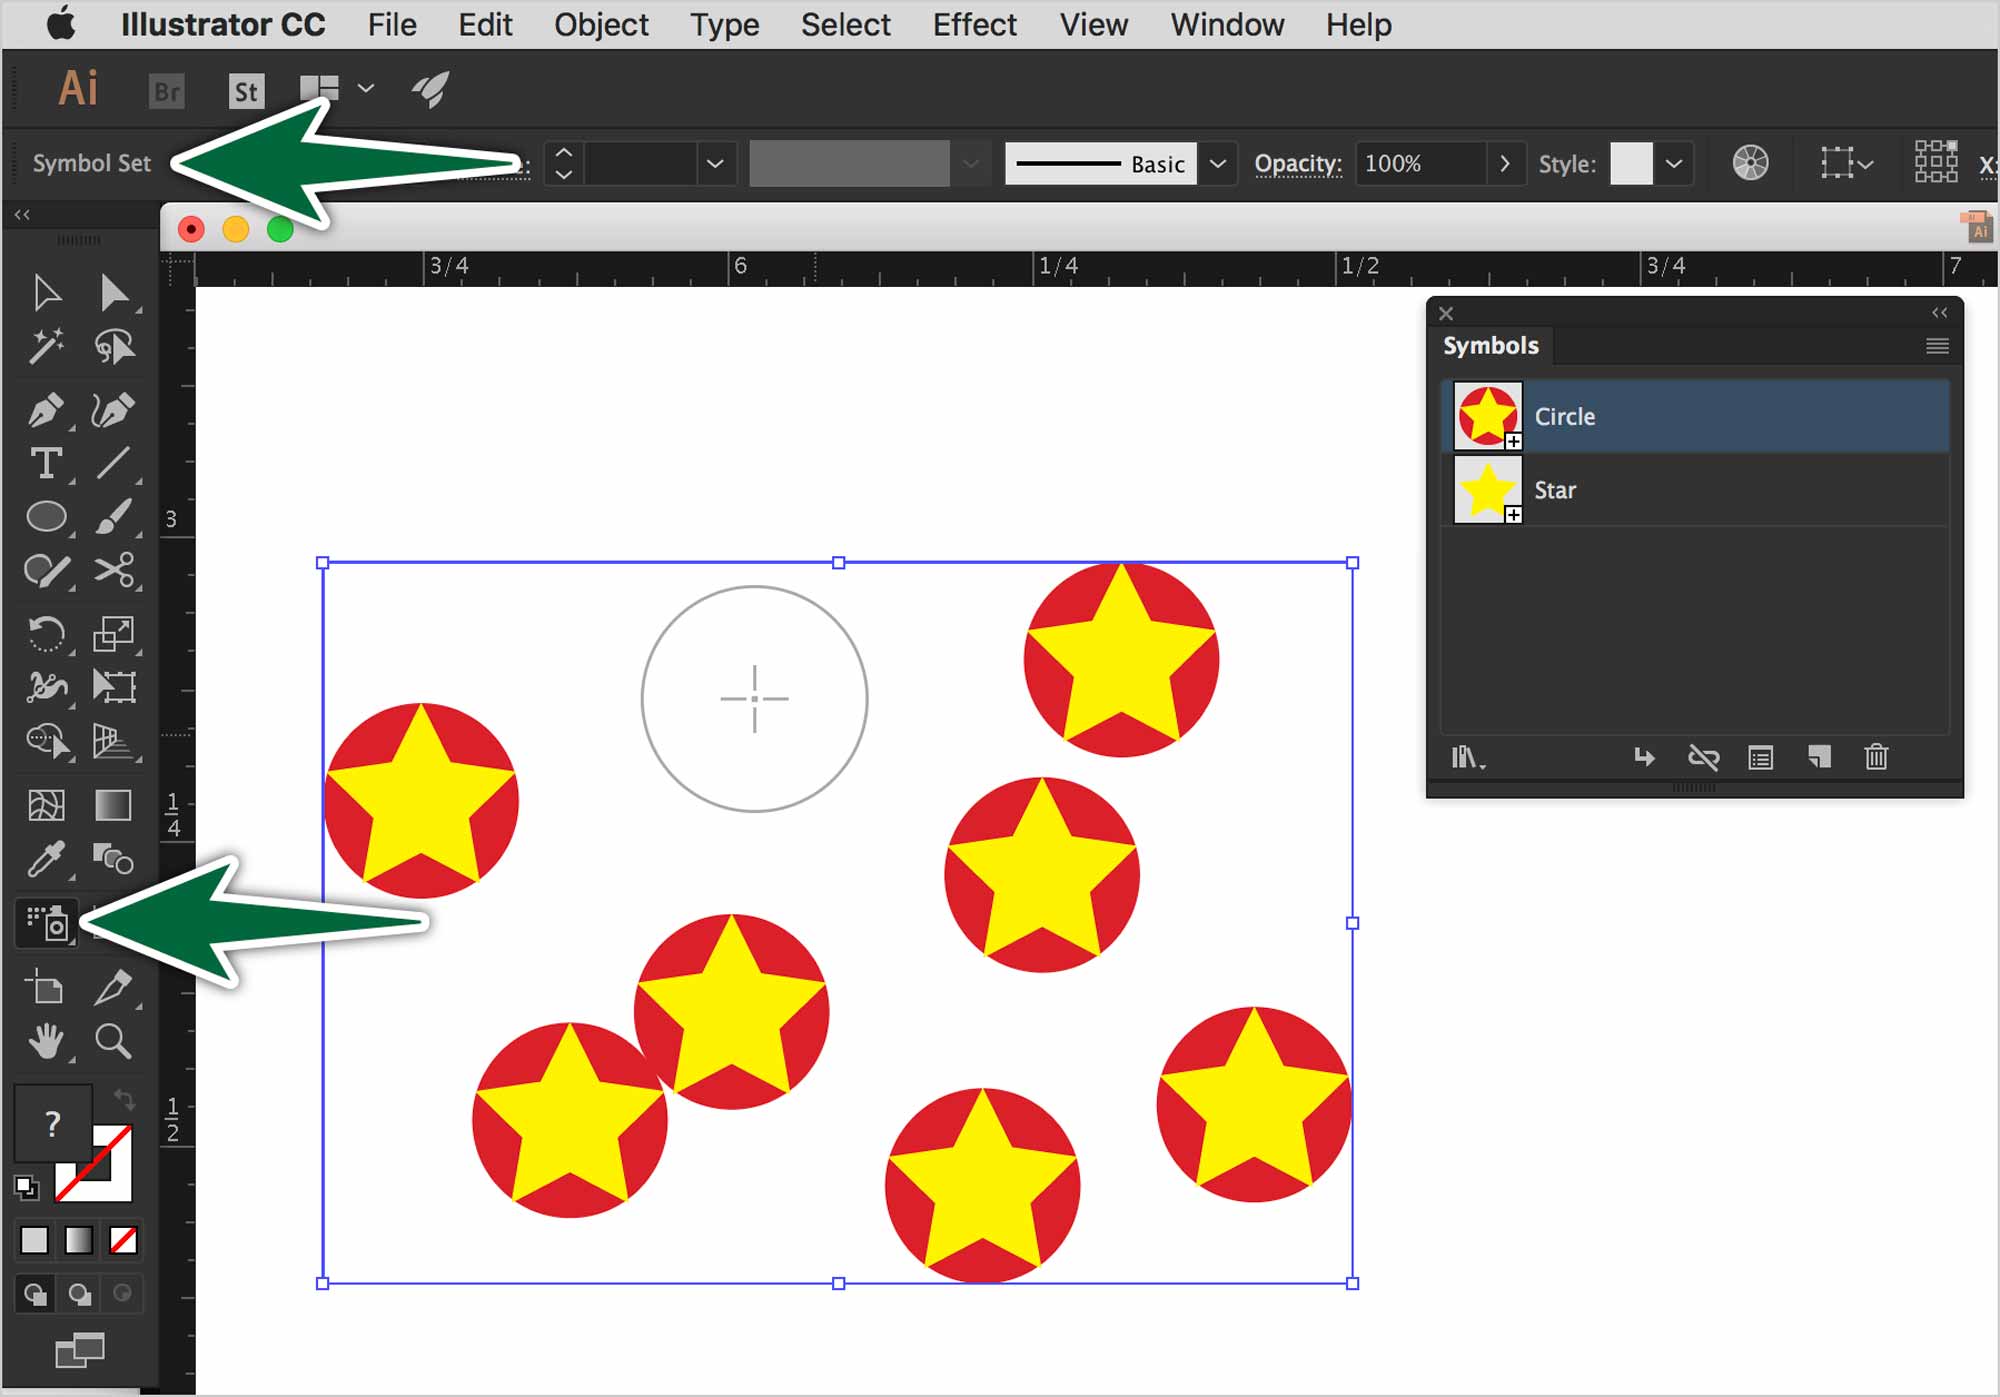 Illustrator CC File Edit Object Type Select Effect View Window Help
Ai Br St
Symbol Set Basic Opacity: 100% Style: X:
Ai
3/4 6 1/4 1/2 3/4 7
Symbols
Circle
Star
T
3
1
4
1
2
?